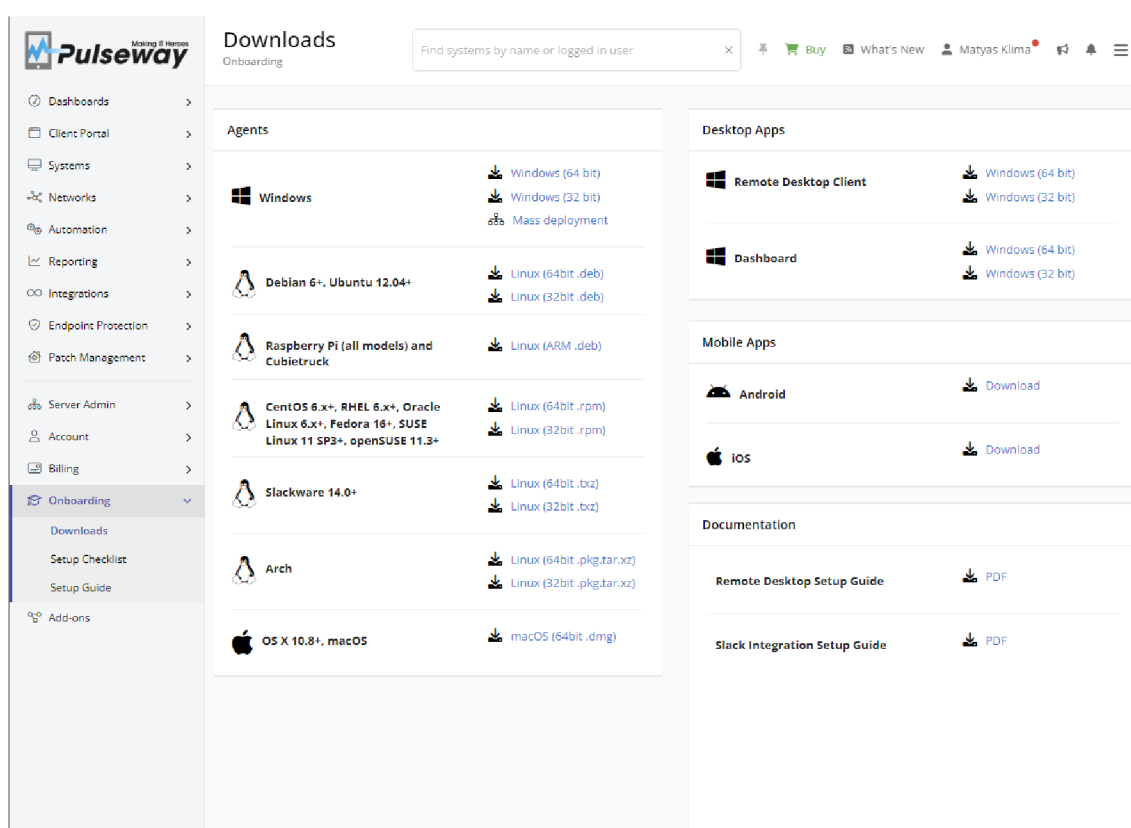 Making IT Heroes
Pulseway
Dashboards
Client Portal
Systems
Networks
Automation
Reporting
Integrations
Endpoint Protection
Patch Management
Server Admin
Account
Billing
Onboarding
Downloads
Setup Checklist
Setup Guide
Add-ons
Downloads
Onboarding
Find systems by name or logged in user
Buy
What's New
Matyas Klima
Agents
Windows
Windows (64 bit)
Windows (32 bit)
Mass deployment
Debian 6+, Ubuntu 12.04+
Linux (64bit .deb)
Linux (32bit .deb)
Raspberry Pi (all models) and
Cubietruck
Linux (ARM .deb)
CentOS 6.x+, RHEL 6.x+, Oracle
Linux 6.x+, Fedora 16+, SUSE
Linux 11 SP3+, openSUSE 11.3+
Linux (64bit .rpm)
Linux (32bit .rpm)
Slackware 14.0+
Linux (64bit .txz)
Linux (32bit .txz)
Arch
Linux (64bit .pkg.tar.xz)
Linux (32bit .pkg.tar.xz)
OS X 10.8+, macOS
macOS (64bit .dmg)
Desktop Apps
Remote Desktop Client
Windows (64 bit)
Windows (32 bit)
Dashboard
Windows (64 bit)
Windows (32 bit)
Mobile Apps
Android
Download
iOS
Download
Documentation
Remote Desktop Setup Guide
PDF
Slack Integration Setup Guide
PDF